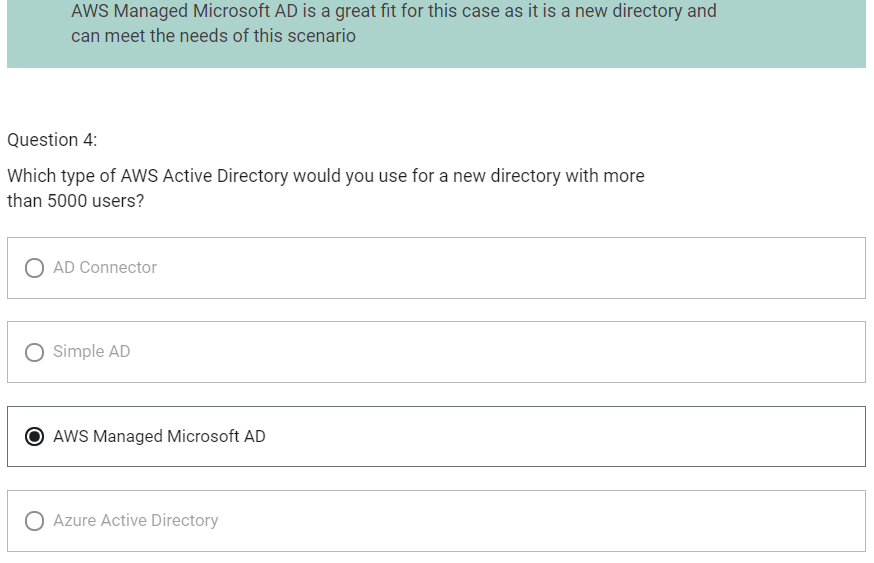 AWS Managed Microsoft AD is a great fit for this case as it is a new directory and
can meet the needs of this scenario
Question 4:
Which type of AWS Active Directory would you use for a new directory with more
than 5000 users?
AD Connector
Simple AD
AWS Managed Microsoft AD
Azure Active Directory